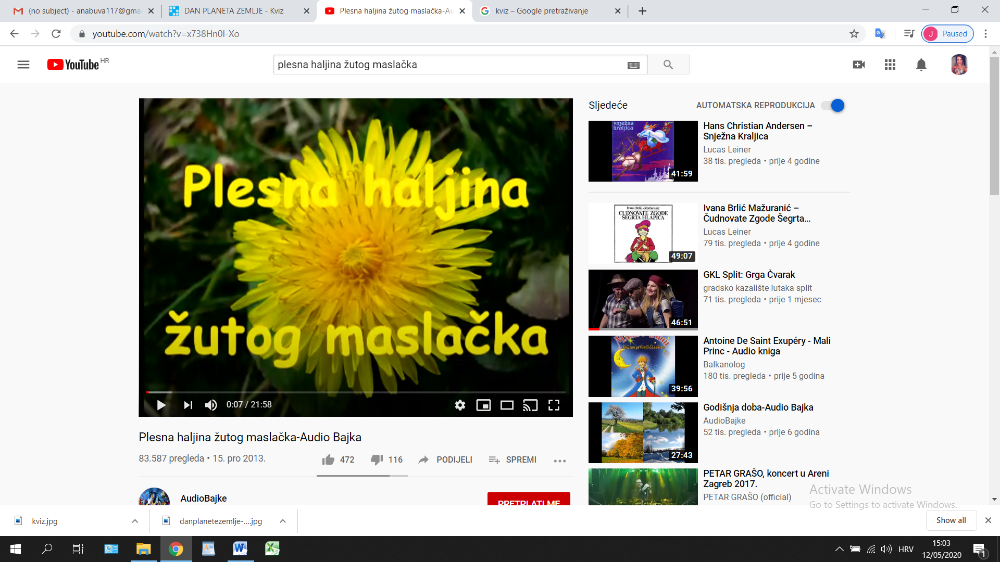 (no subject) - anabuva117@gmai
DAN PLANETA ZEMLJE - Kviz
Plesna haljina žutog maslačka-Au
kviz – Google pretraživanje
youtube.com/watch?v=x738Hn0I-Xo
J Paused
YouTube HR
plesna haljina žutog maslačka
Plesna haljina
žutog maslačka
0:07 / 21:58
Plesna haljina žutog maslačka-Audio Bajka
83.587 pregleda • 15. pro 2013.
472
116
PODIJELI
SPREMI
AudioBajke
PRETPLATI ME
Sljedeće
AUTOMATSKA REPRODUKCIJA
snježna
kraljica
41:59
Hans Christian Andersen –
Snježna Kraljica
Lucas Leiner
38 tis. pregleda • prije 4 godine
Ivana Brlić-Mažuranić
ČUDNOVATE ZGODE
ŠEGRTA HLAPIĆA
49:07
Ivana Brlić Mažuranić –
Čudnovate Zgode Šegrta...
Lucas Leiner
79 tis. pregleda • prije 4 godine
46:51
GKL Split: Grga Čvarak
gradsko kazalište lutaka split
71 tis. pregleda • prije 1 mjesec
39:56
Antoine De Saint Exupéry - Mali
Princ - Audio kniga
Balkanolog
180 tis. pregleda • prije 5 godina
27:43
Godišnja doba-Audio Bajka
AudioBajke
52 tis. pregleda • prije 6 godina
PETAR GRAŠO, koncert u Areni
Zagreb 2017.
PETAR GRAŠO (official)
Activate Windows
Go to Settings to activate Windows.
kviz.jpg
danplanetezemlje-....jpg
Show all
HRV
15:03
12/05/2020
1